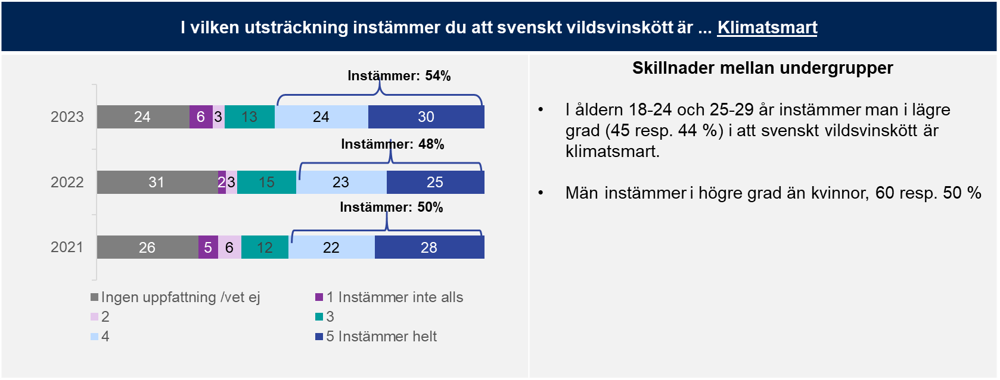 I vilken utsträckning instämmer du att svenskt vildsvinskött är ... Klimatsmart
Instämmer: 54%
2023 24 6 3 13 24 30
Instämmer: 48%
2022 31 2 3 15 23 25
Instämmer: 50%
2021 26 5 6 12 22 28
Ingen uppfattning /vet ej 1 Instämmer inte alls
2 3
4 5 Instämmer helt
Skillnader mellan undergrupper
• I åldern 18-24 och 25-29 år instämmer man i lägre
grad (45 resp. 44 %) i att svenskt vildsvinskött är
klimatsmart.
• Män instämmer i högre grad än kvinnor, 60 resp. 50 %